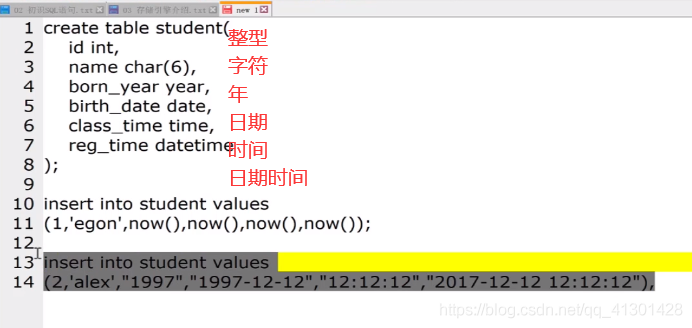 02 初识SQL语句.txt
03 存储引擎介绍.txt
new 1
1 create table student( 整型
2 id int,
3 name char(6), 字符
4 born_year year, 年
5 birth_date date, 日期
6 class_time time, 时间
7 reg_time datetime 日期时间
8 );
9
10 insert into student values
11 (1,'egon',now(),now(),now(),now());
12
13 insert into student values
14 (2,'alex',"1997","1997-12-12","12:12:12","2017-12-12 12:12:12"),
https://blog.csdn.net/qq_41301428